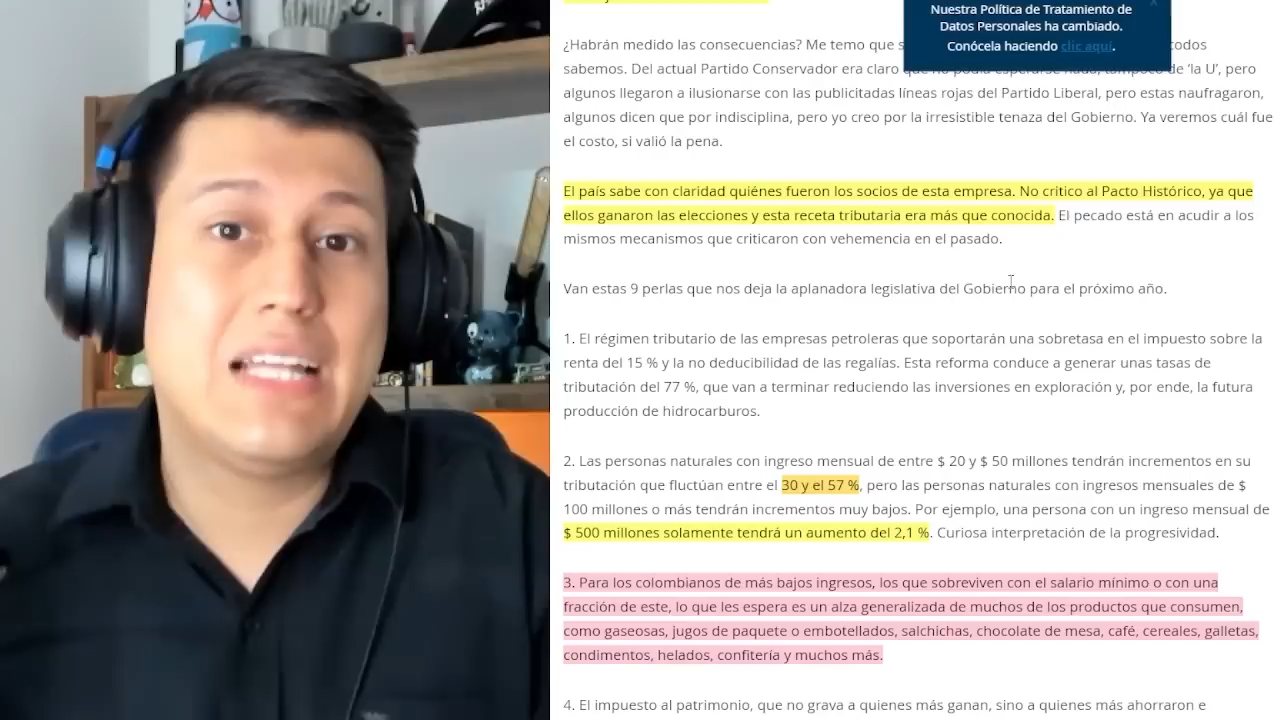 Nuestra Política de Tratamiento de
Datos Personales ha cambiado.
Conócela haciendo clic aquí.
x
¿Habrán medido las consecuencias? Me temo que s
todos
sabemos. Del actual Partido Conservador era claro que no podía esperarse nada, tampoco de ‘la U’, pero
algunos llegaron a ilusionarse con las publicitadas líneas rojas del Partido Liberal, pero estas naufragaron,
algunos dicen que por indisciplina, pero yo creo por la irresistible tenaza del Gobierno. Ya veremos cuál fue
el costo, si valió la pena.
El país sabe con claridad quiénes fueron los socios de esta empresa. No critico al Pacto Histórico, ya que
ellos ganaron las elecciones y esta receta tributaria era más que conocida. El pecado está en acudir a los
mismos mecanismos que criticaron con vehemencia en el pasado.
Van estas 9 perlas que nos deja la aplanadora legislativa del Gobierno para el próximo año.
1. El régimen tributario de las empresas petroleras que soportarán una sobretasa en el impuesto sobre la
renta del 15 % y la no deducibilidad de las regalías. Esta reforma conduce a generar unas tasas de
tributación del 77 %, que van a terminar reduciendo las inversiones en exploración y, por ende, la futura
producción de hidrocarburos.
2. Las personas naturales con ingreso mensual de entre $ 20 y $ 50 millones tendrán incrementos en su
tributación que fluctúan entre el 30 y el 57 %, pero las personas naturales con ingresos mensuales de $
100 millones o más tendrán incrementos muy bajos. Por ejemplo, una persona con un ingreso mensual de
$ 500 millones solamente tendrá un aumento del 2,1 %. Curiosa interpretación de la progresividad.
3. Para los colombianos de más bajos ingresos, los que sobreviven con el salario mínimo o con una
fracción de este, lo que les espera es un alza generalizada de muchos de los productos que consumen,
como gaseosas, jugos de paquete o embotellados, salchichas, chocolate de mesa, café, cereales, galletas,
condimentos, helados, confitería y muchos más.
4. El impuesto al patrimonio, que no grava a quienes más ganan, sino a quienes más ahorraron e